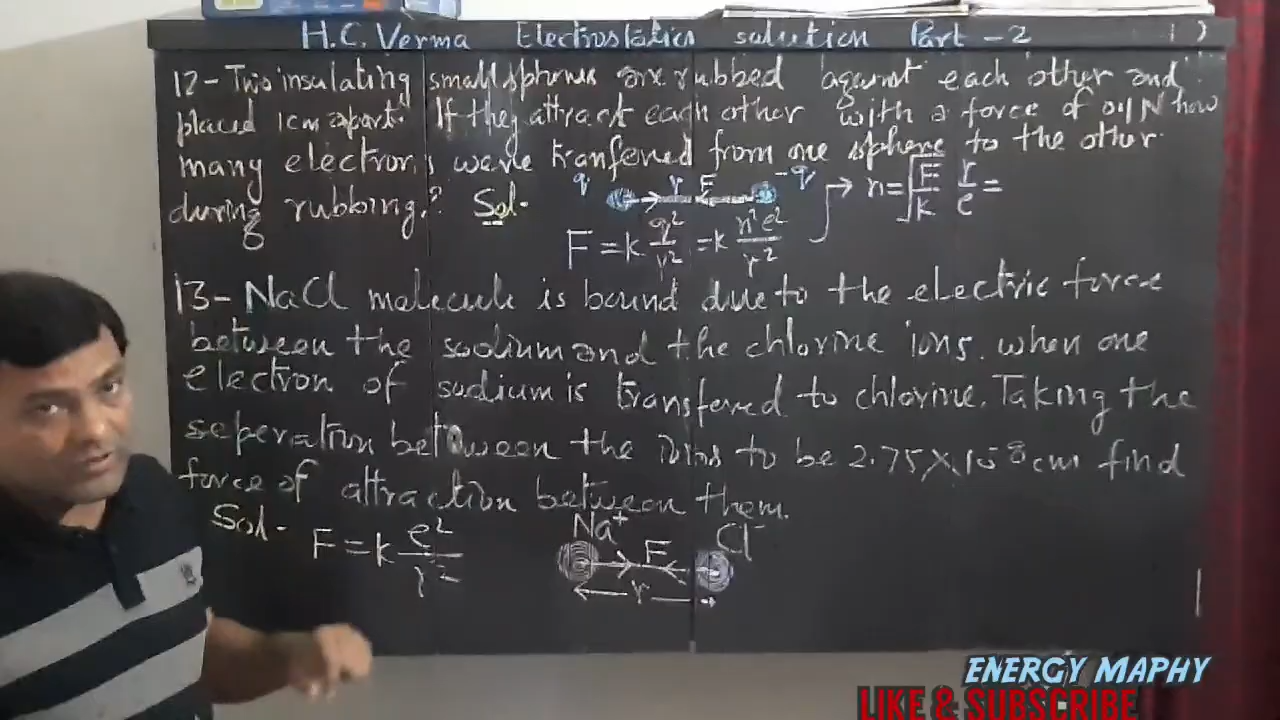 H.C. Verma Electrostatics solution Part - 2
12- Two insulating small spheres are rubbed against each other and
placed 1cm apart. If they attract each other with a force of 0.1N how
many electrons were tranferred from one sphere to the other
during rubbing.? Sol-
q r F -q
F = k q²/r² = k n²e²/r² → n = √(F/k) r/e =
13- NaCl molecule is bound due to the electric force
between the sodium and the chlorine ions. when one
electron of sodium is transferred to chlorine. Taking the
seperation between the ions to be 2.75×10⁻⁸cm find
force of attraction between them.
Sol- F = k e²/r²
Na⁺ F Cl⁻
r
ENERGY MAPHY
LIKE & SUBSCRIBE